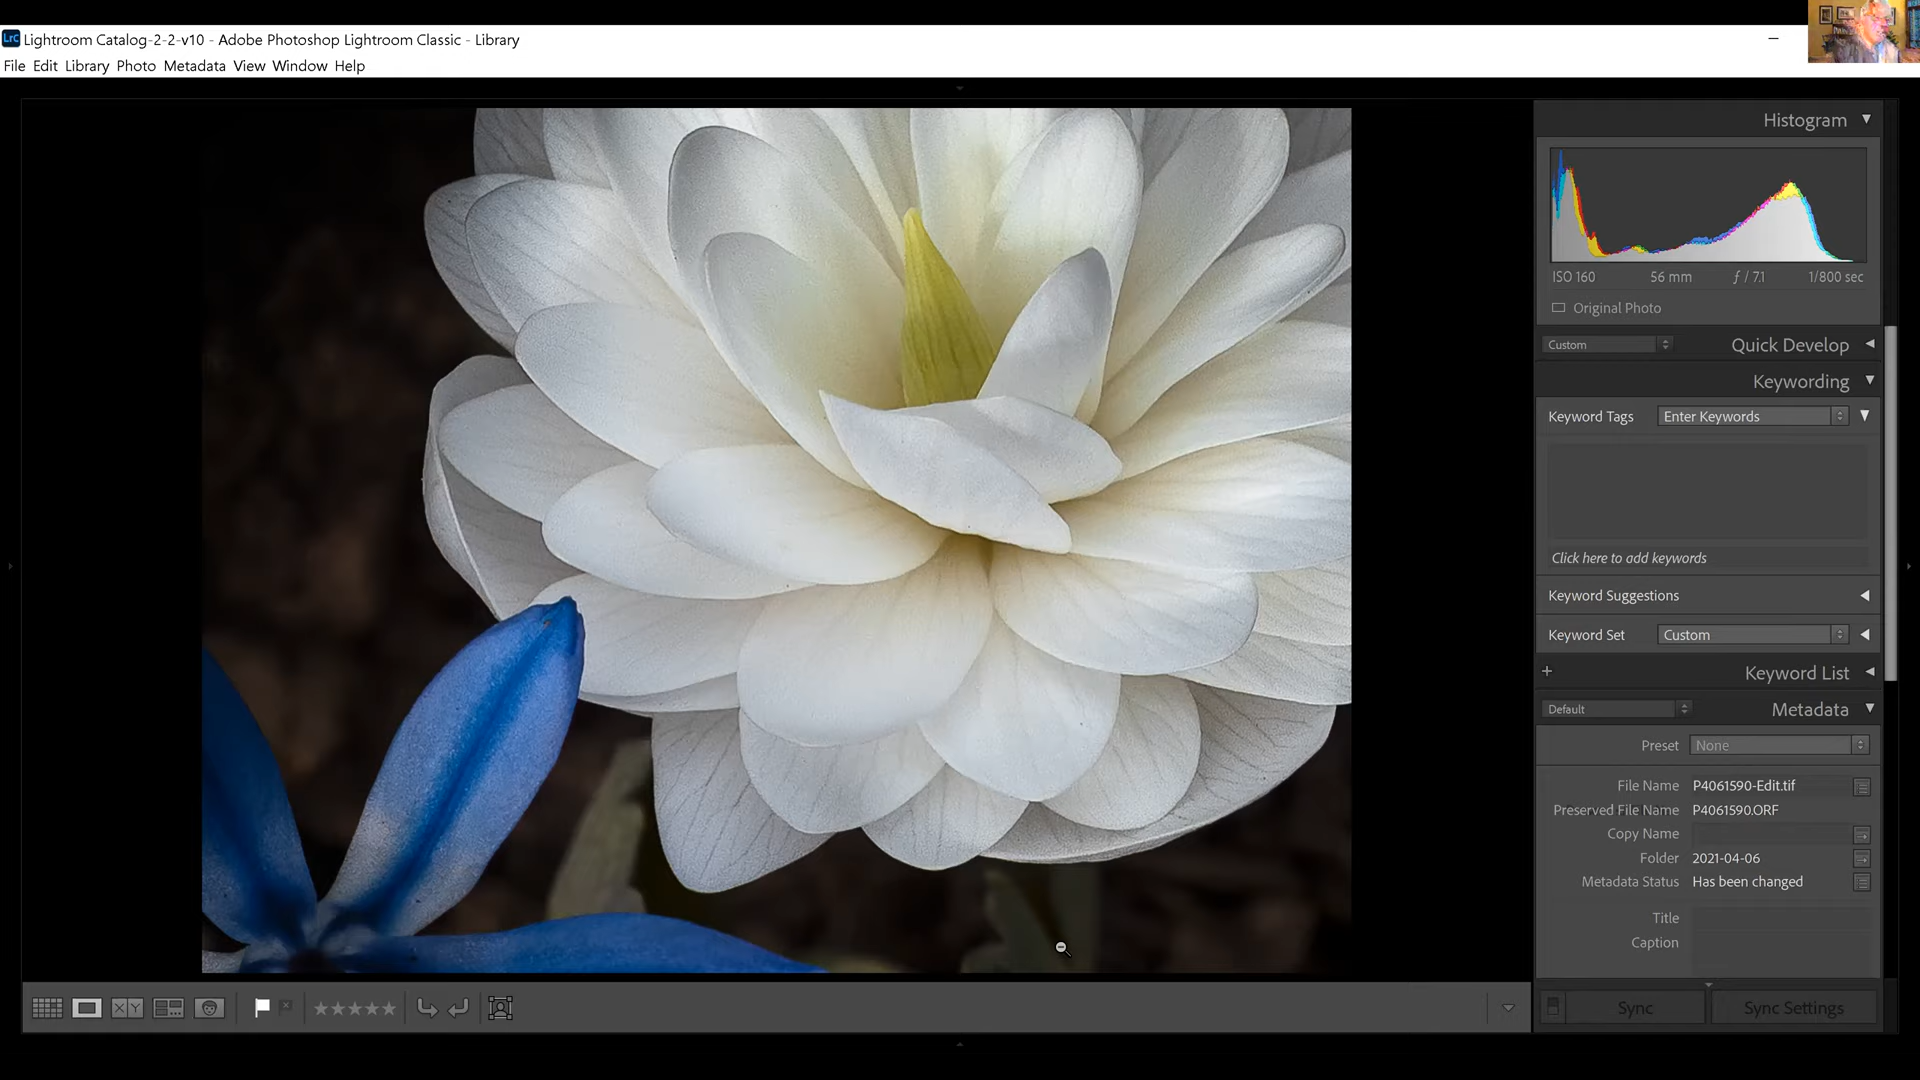 Lrc Lightroom Catalog-2-2-v10 - Adobe Photoshop Lightroom Classic - Library
File Edit Library Photo Metadata View Window Help
Histogram
ISO 160 56 mm ƒ / 7.1 1/800 sec
Original Photo
Custom Quick Develop
Keywording
Keyword Tags Enter Keywords
Click here to add keywords
Keyword Suggestions
Keyword Set Custom
+ Keyword List
Default Metadata
Preset None
File Name P4061590-Edit.tif
Preserved File Name P4061590.ORF
Copy Name
Folder 2021-04-06
Metadata Status Has been changed
Title
Caption
X Y Sync Sync Settings